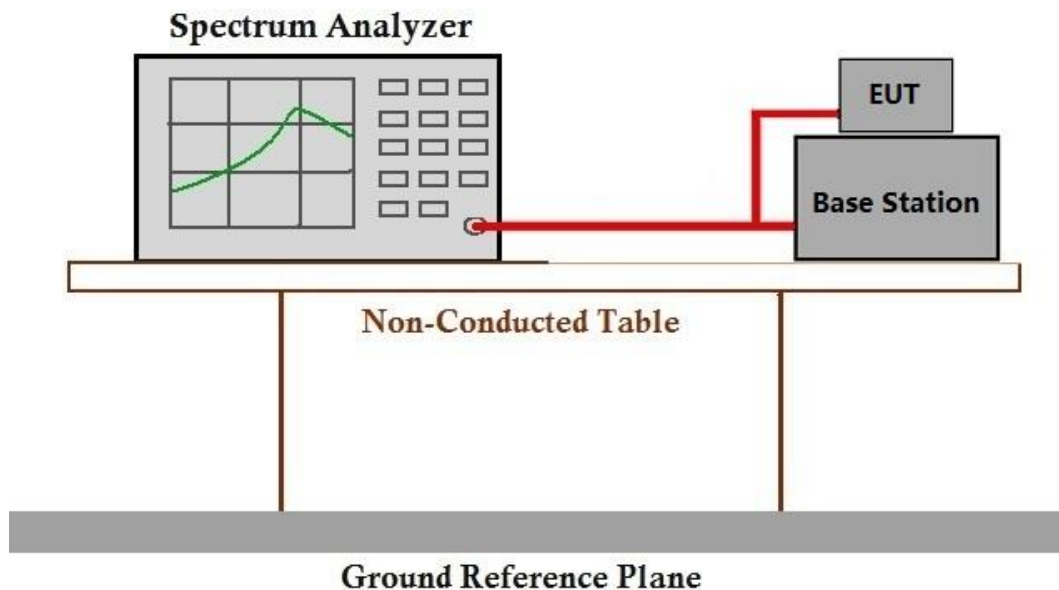 Spectrum Analyzer
EUT
Base Station
Non-Conducted Table
Ground Reference Plane